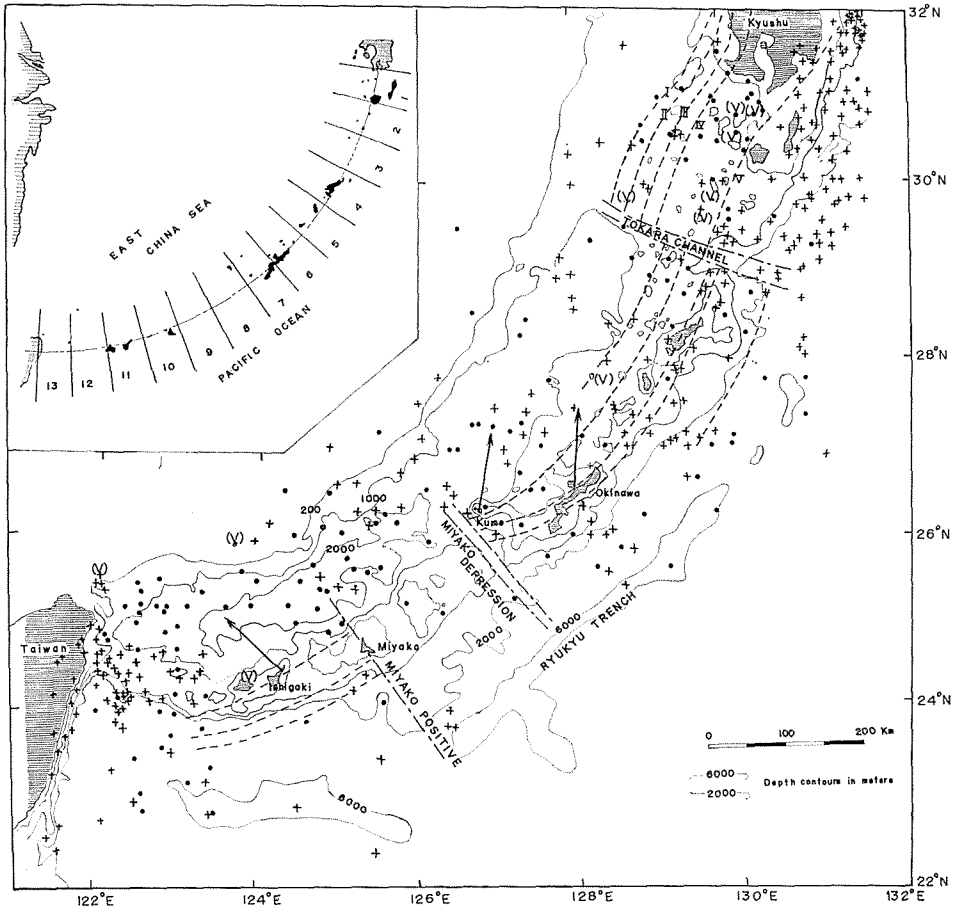 32°N
Kyushu
I
II
III
IV
V
(V)
(V)
(V)
(V)
(V)
(V)
30°N
TOKARA CHANNEL
EAST
CHINA SEA
PACIFIC OCEAN
2
3
4
5
6
7
8
9
10
11
12
13
28°N
(V)
Okinawa
Kume
1000
200
2000
26°N
(V)
(V)
MIYAKO
DEPRESSION
6000
RYUKYU TRENCH
2000
Taiwan
Miyako
(V)
Ishigaki
MIYAKO POSITIVE
24°N
0 100 200 Km
6000
2000
Depth contours in meters
6000
22°N
122°E
124°E
126°E
128°E
130°E
132°E